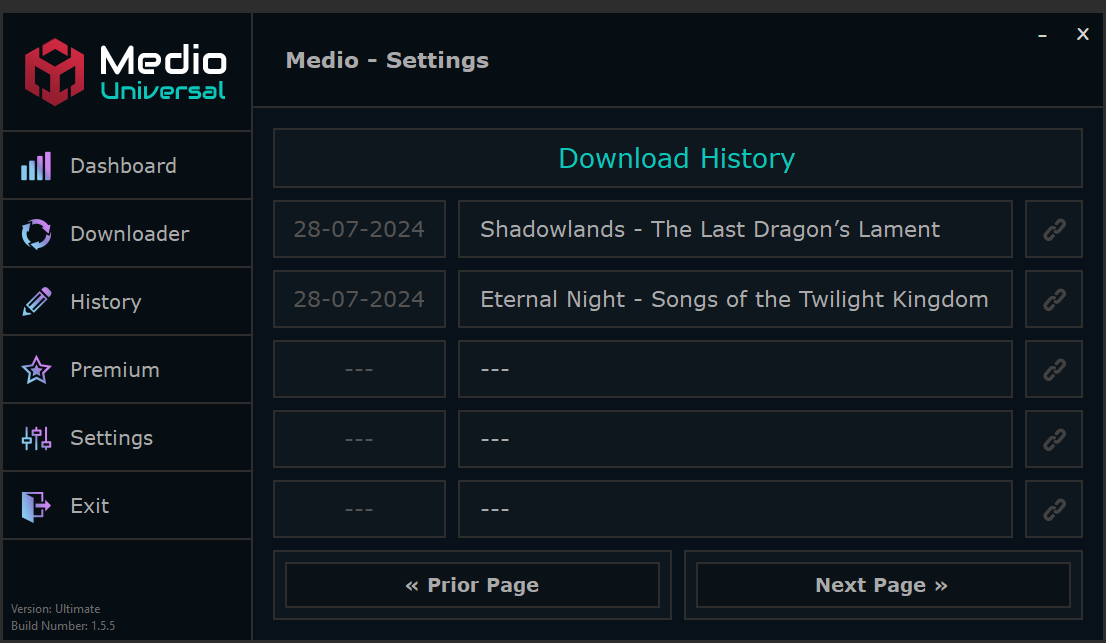 Medio
Universal
Medio - Settings
– X
Dashboard
Downloader
History
Premium
Settings
Exit
Version: Ultimate
Build Number: 1.5.5
Download History
28-07-2024 Shadowlands - The Last Dragon’s Lament
28-07-2024 Eternal Night - Songs of the Twilight Kingdom
--- ---
--- ---
--- ---
« Prior Page Next Page »